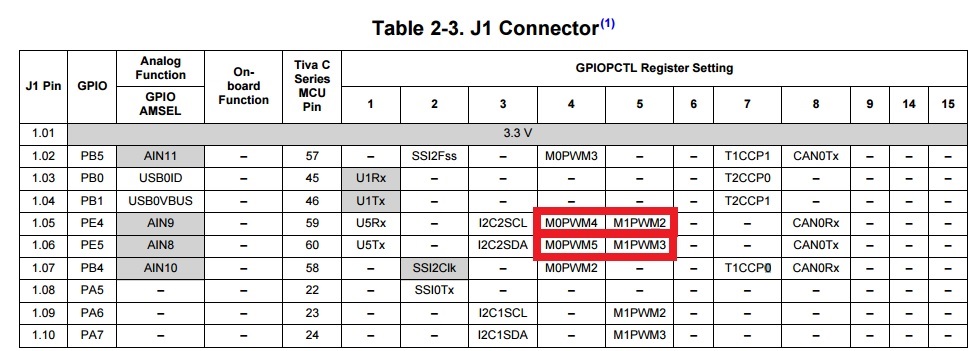 Table 2-3. J1 Connector(1)
J1 Pin GPIO Analog Function GPIO AMSEL On-board Function Tiva C Series MCU Pin GPIOPCTL Register Setting
1 2 3 4 5 6 7 8 9 14 15
1.01 3.3 V
1.02 PB5 AIN11 – 57 – SSI2Fss – M0PWM3 – – T1CCP1 CAN0Tx – – –
1.03 PB0 USB0ID – 45 U1Rx – – – – – T2CCP0 – – – –
1.04 PB1 USB0VBUS – 46 U1Tx – – – – – T2CCP1 – – – –
1.05 PE4 AIN9 – 59 U5Rx – I2C2SCL M0PWM4 M1PWM2 – – CAN0Rx – – –
1.06 PE5 AIN8 – 60 U5Tx – I2C2SDA M0PWM5 M1PWM3 – – CAN0Tx – – –
1.07 PB4 AIN10 – 58 – SSI2Clk – M0PWM2 – – T1CCP0 CAN0Rx – – –
1.08 PA5 – – 22 – SSI0Tx – – – – – – – – –
1.09 PA6 – – 23 – – I2C1SCL – M1PWM2 – – – – – –
1.10 PA7 – – 24 – – I2C1SDA – M1PWM3 – – – – – –